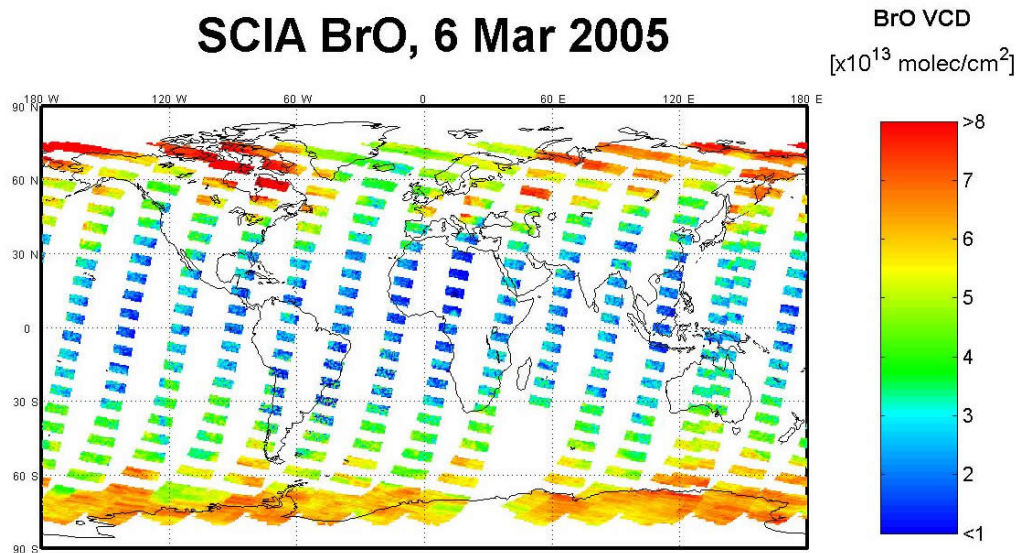 SCIA BrO, 6 Mar 2005
BrO VCD
[x10¹³ molec/cm²]
180 W 120 W 60 W 0 60 E 120 E 180 E
90 N
60 N
30 N
0
30 S
60 S
90 S
>8
7
6
5
4
3
2
<1